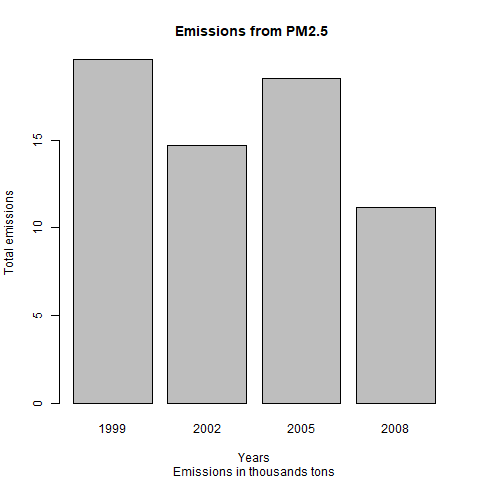 Emissions from PM2.5
Total emissions
15
10
5
0
1999 2002 2005 2008
Years
Emissions in thousands tons